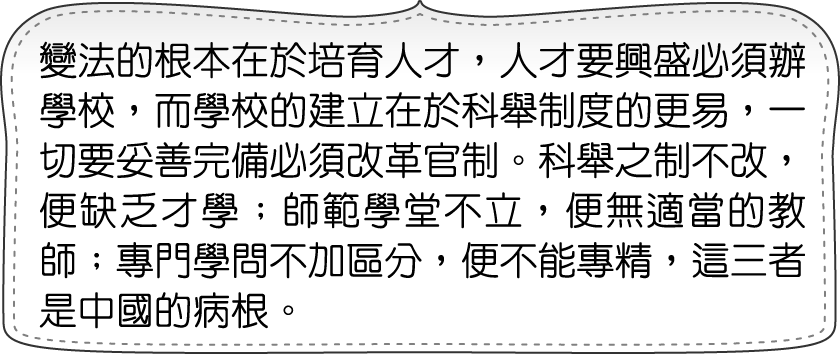 變法的根本在於培育人才，人才要興盛必須辦
學校，而學校的建立在於科舉制度的更易，一
切要妥善完備必須改革官制。科舉之制不改，
便缺乏才學；師範學堂不立，便無適當的教
師；專門學問不加區分，便不能專精，這三者
是中國的病根。